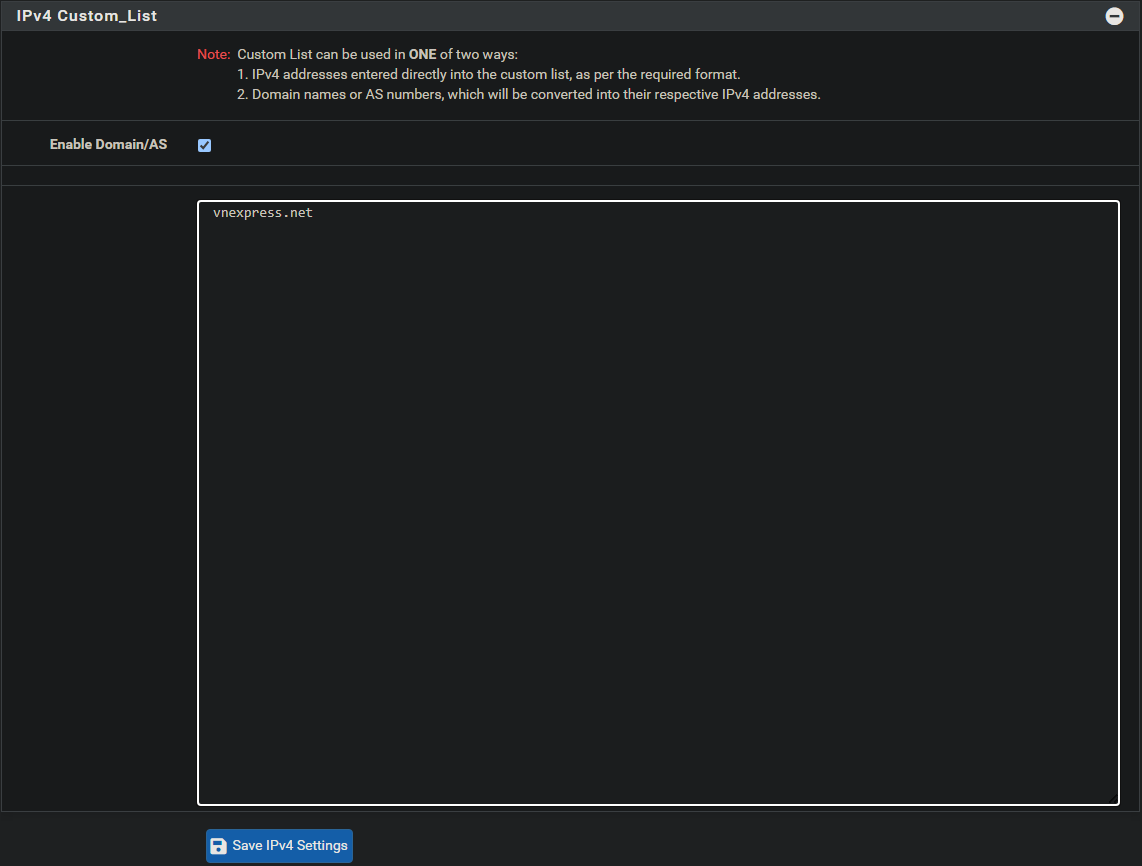 IPv4 Custom_List
Note: Custom List can be used in ONE of two ways:
1. IPv4 addresses entered directly into the custom list, as per the required format.
2. Domain names or AS numbers, which will be converted into their respective IPv4 addresses.
Enable Domain/AS
vnexpress.net
Save IPv4 Settings